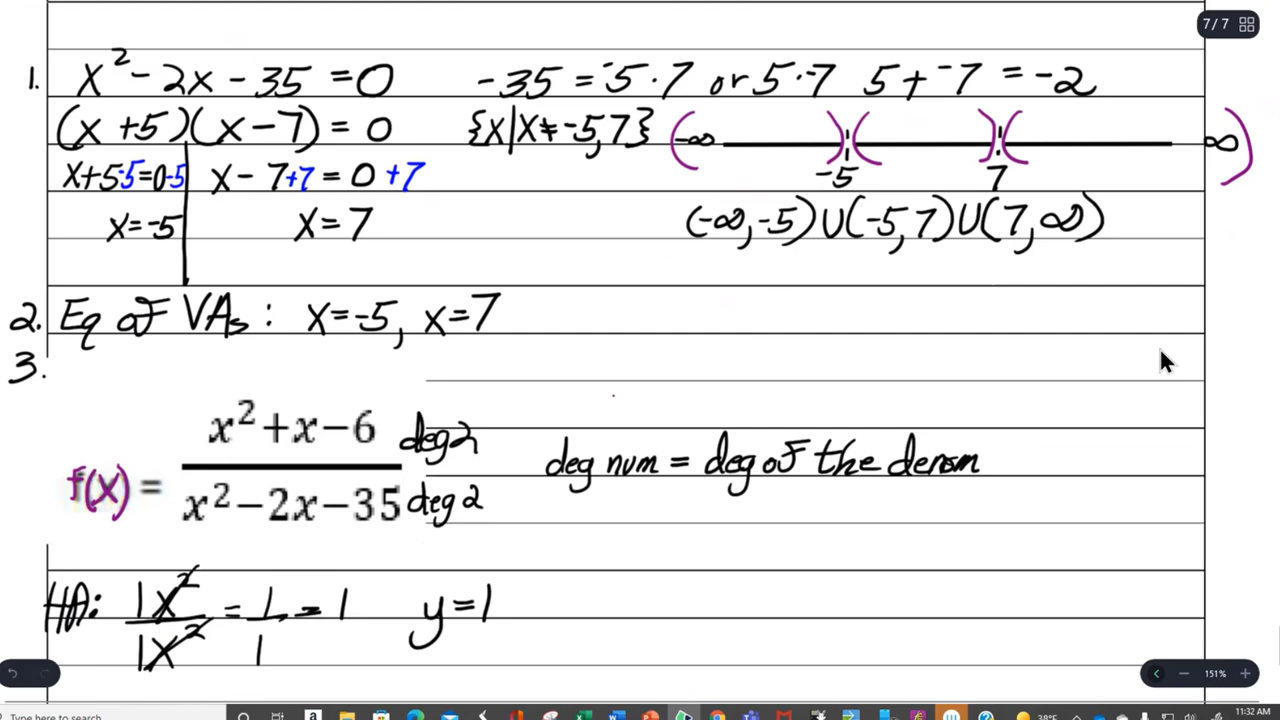 7/7
1. x² - 2x - 35 = 0   -35 = -5·7 or 5·-7   5 + -7 = -2
(x +5)(x - 7) = 0   {x|x≠-5,7}   -∞   ∞
x+5-5=0-5   x - 7+7 = 0 +7   -5   7
x=-5   x=7   (-∞,-5)∪(-5,7)∪(7,∞)
2. Eq of VAs: x=-5, x=7
3.
x²+x-6 deg 2
f(x) =   deg num = deg of the denom
x²-2x-35 deg 2
HA: 1x²/1x² = 1/1 = 1   y=1
151%
Type here to search
38°F
11:32 AM